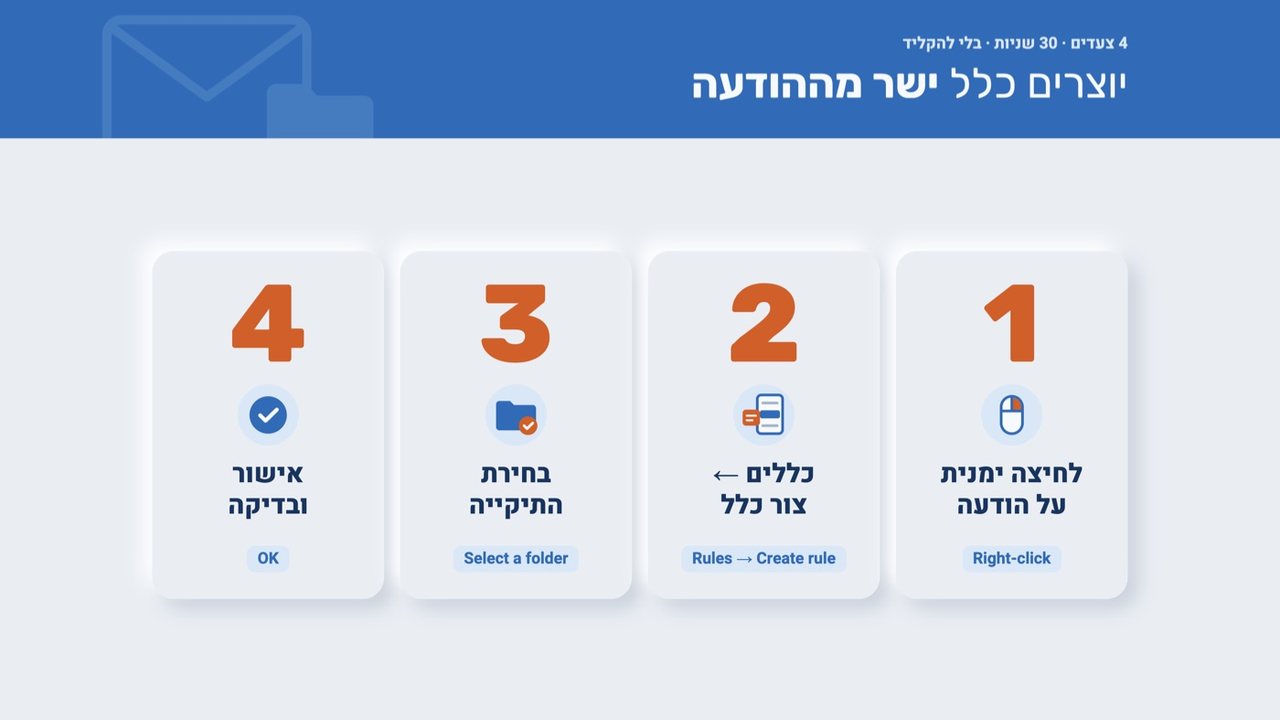 4 צעדים · 30 שניות · בלי להקליד
יוצרים כלל ישר מההודעה
1
לחיצה ימנית
על הודעה
Right-click
2
כללים ←
צור כלל
Rules → Create rule
3
בחירת
התיקייה
Select a folder
4
אישור
ובדיקה
OK